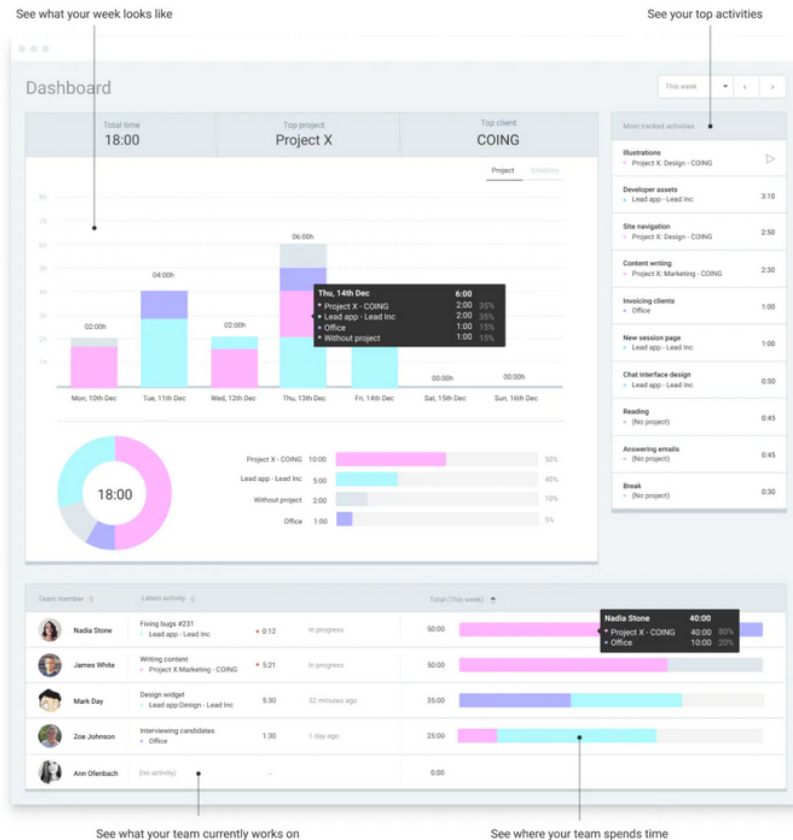 See what your week looks like
See your top activities
Dashboard
This week
Total time
18:00
Top project
Project X
Top client
COING
Most tracked activities
Project
Illustrations
Project X: Design - COING
Developer assets
Lead app - Lead Inc
3:10
Site navigation
Project X: Design - COING
2:50
Content writing
Project X: Marketing - COING
2:30
Invoicing clients
Office
1:00
New session page
Lead app - Lead Inc
1:00
Chat interface design
Lead app - Lead Inc
0:50
Reading
(No project)
0:45
Answering emails
(No project)
0:45
Break
(No project)
0:30
02:00h
04:00h
02:00h
06:00h
00:00h
00:00h
Thu, 14th Dec 6:00
Project X - COING 2:00 35%
Lead app - Lead Inc 2:00 35%
Office 1:00 15%
Without project 1:00 15%
Mon, 10th Dec
Tue, 11th Dec
Wed, 12th Dec
Thu, 13th Dec
Fri, 14th Dec
Sat, 15th Dec
Sun, 16th Dec
18:00
Project X - COING 10:00 50%
Lead app - Lead Inc 5:00 40%
Without project 2:00 10%
Office 1:00 5%
Team member
Latest activity
Total (This week)
Nadia Stone
Fixing bugs #231
Lead app - Lead Inc
0:12
In progress
50:00
Nadia Stone 40:00
Project X - COING 40:00 80%
Office 10:00 20%
James White
Writing content
Project X:Marketing - COING
5:21
In progress
50:00
Mark Day
Design widget
Lead app:Design - Lead Inc
5:30
32 minutes ago
35:00
Zoe Johnson
Interviewing candidates
Office
1:30
1 day ago
25:00
Ann Ofenbach
(no activity)
–
0:00
See what your team currently works on
See where your team spends time